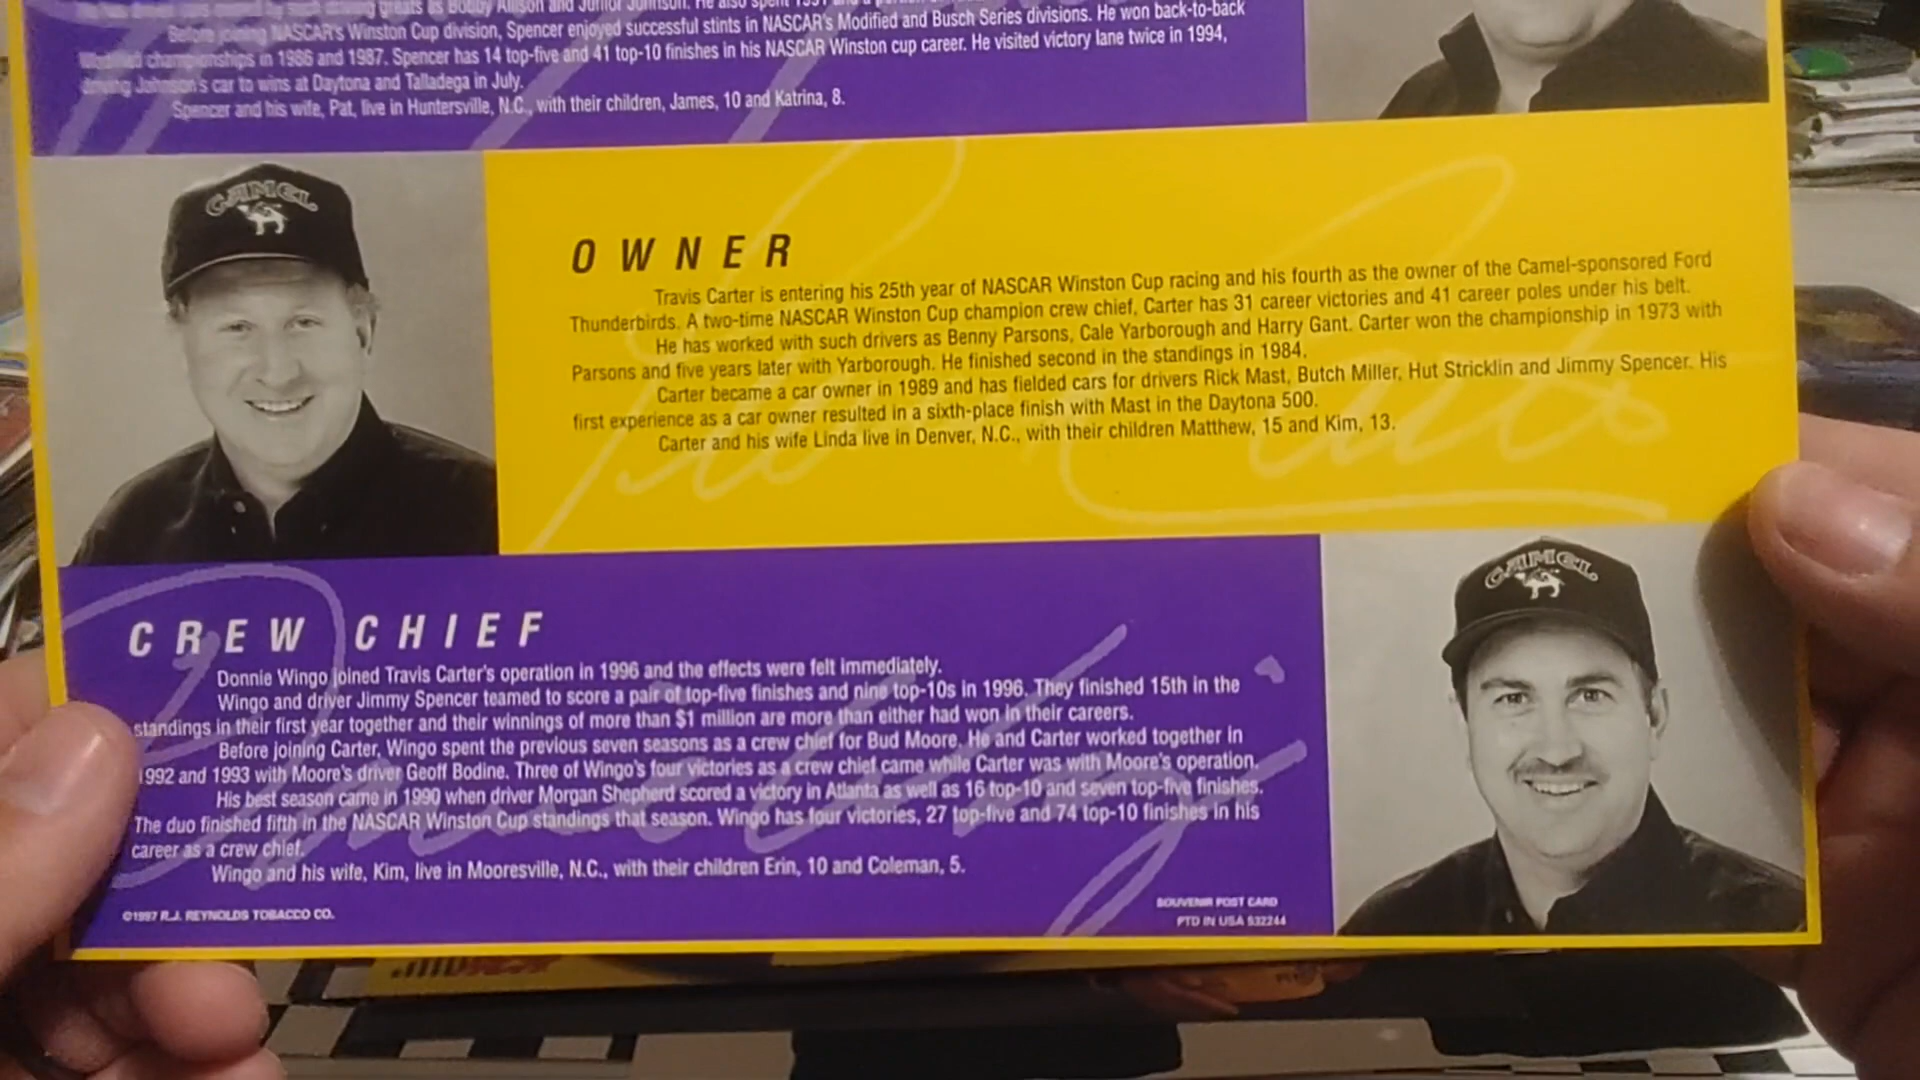 as Bobby Allison and Junior Johnson. He also spent 1991
Before joining NASCAR's Winston Cup division, Spencer enjoyed successful stints in NASCAR's Modified and Busch Series divisions. He won back-to-back
Modified championships in 1986 and 1987. Spencer has 14 top-five and 41 top-10 finishes in his NASCAR Winston cup career. He visited victory lane twice in 1994,
driving Johnson's car to wins at Daytona and Talladega in July.
Spencer and his wife, Pat, live in Huntersville, N.C., with their children, James, 10 and Katrina, 8.
CAMEL
OWNER
Travis Carter is entering his 25th year of NASCAR Winston Cup racing and his fourth as the owner of the Camel-sponsored Ford
Thunderbirds. A two-time NASCAR Winston Cup champion crew chief, Carter has 31 career victories and 41 career poles under his belt.
He has worked with such drivers as Benny Parsons, Cale Yarborough and Harry Gant. Carter won the championship in 1973 with
Parsons and five years later with Yarborough. He finished second in the standings in 1984.
Carter became a car owner in 1989 and has fielded cars for drivers Rick Mast, Butch Miller, Hut Stricklin and Jimmy Spencer. His
first experience as a car owner resulted in a sixth-place finish with Mast in the Daytona 500.
Carter and his wife Linda live in Denver, N.C., with their children Matthew, 15 and Kim, 13.
CREW CHIEF
Donnie Wingo joined Travis Carter's operation in 1996 and the effects were felt immediately.
Wingo and driver Jimmy Spencer teamed to score a pair of top-five finishes and nine top-10s in 1996. They finished 15th in the
standings in their first year together and their winnings of more than $1 million are more than either had won in their careers.
Before joining Carter, Wingo spent the previous seven seasons as a crew chief for Bud Moore. He and Carter worked together in
1992 and 1993 with Moore's driver Geoff Bodine. Three of Wingo's four victories as a crew chief came while Carter was with Moore's operation.
His best season came in 1990 when driver Morgan Shepherd scored a victory in Atlanta as well as 16 top-10 and seven top-five finishes.
The duo finished fifth in the NASCAR Winston Cup standings that season. Wingo has four victories, 27 top-five and 74 top-10 finishes in his
career as a crew chief.
Wingo and his wife, Kim, live in Mooresville, N.C., with their children Erin, 10 and Coleman, 5.
©1997 R.J. REYNOLDS TOBACCO CO.
SOUVENIR POST CARD
PTD IN USA 532244
CAMEL